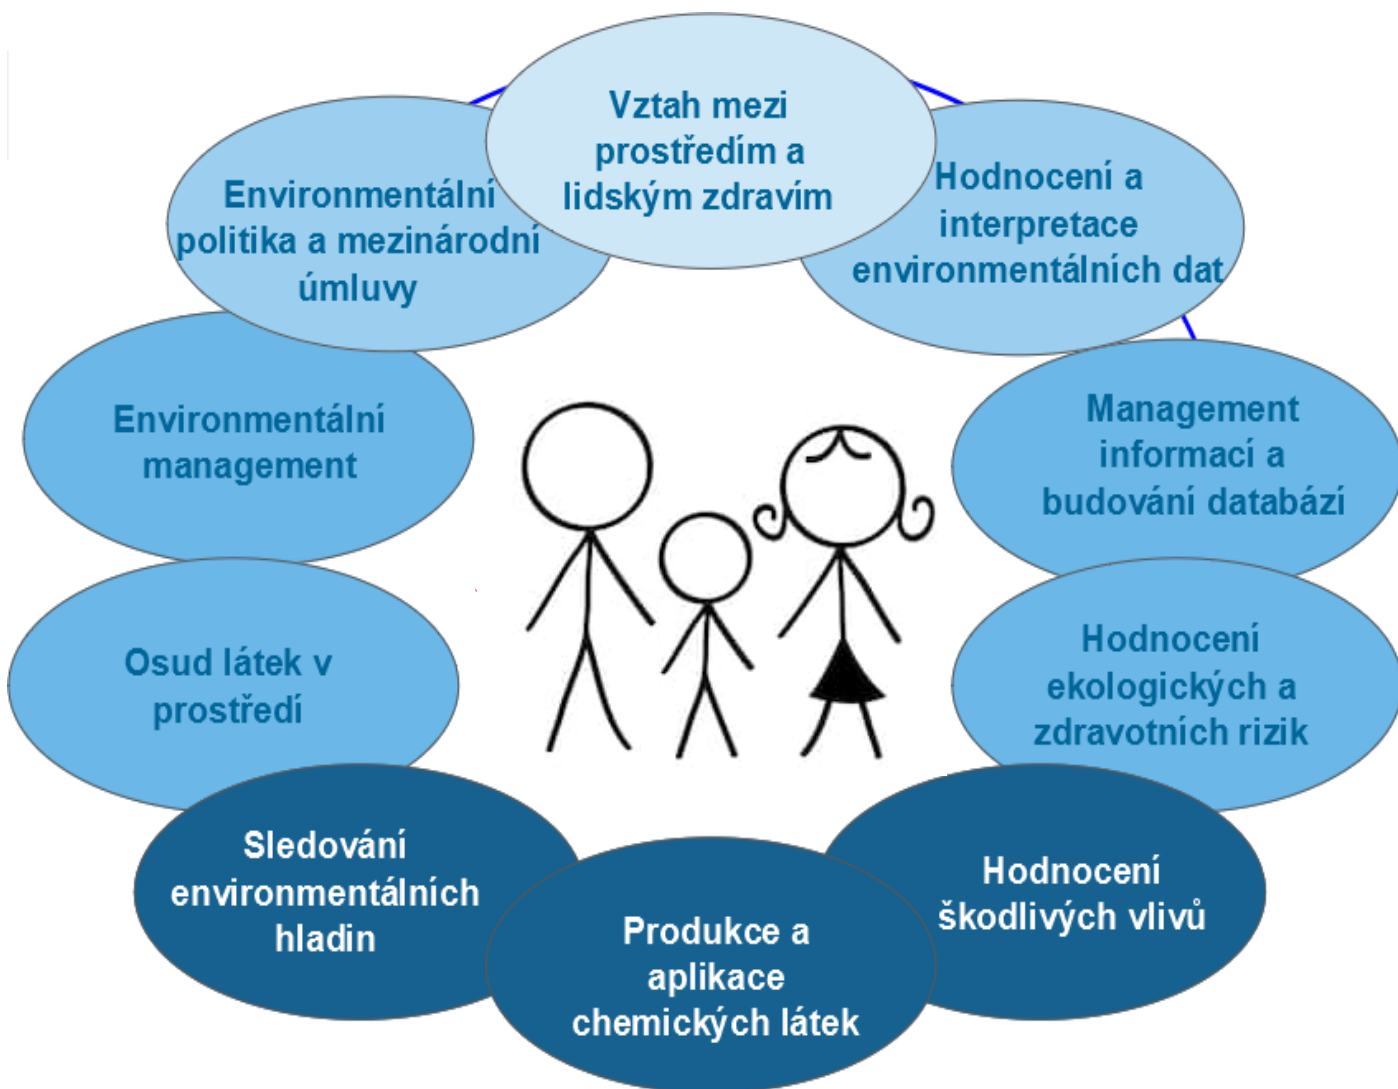 Vztah mezi
prostředím a
lidským zdravím
Environmentální
politika a mezinárodní
úmluvy
Hodnocení a
interpretace
environmentálních dat
Environmentální
management
Management
informací a
budování databází
Osud látek v
prostředí
Hodnocení
ekologických a
zdravotních rizik
Sledování
environmentálních
hladin
Produkce a
aplikace
chemických látek
Hodnocení
škodlivých vlivů